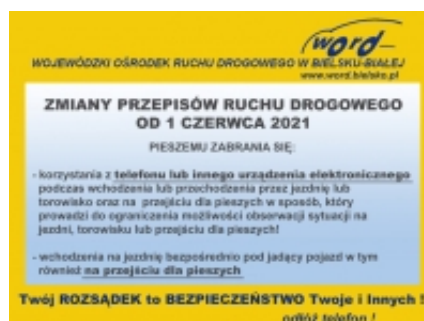 word
WOJEWÓDZKI OŚRODEK RUCHU DROGOWEGO W BIELSKU-BIAŁEJ
www.word.bielsko.pl
ZMIANY PRZEPISÓW RUCHU DROGOWEGO
OD 1 CZERWCA 2021
PIESZEMU ZABRANIA SIĘ:
- korzystania z telefonu lub innego urządzenia elektronicznego
podczas wchodzenia lub przechodzenia przez jezdnię lub
torowisko oraz na przejściu dla pieszych w sposób, który
prowadzi do ograniczenia możliwości obserwacji sytuacji na
jezdni, torowisku lub przejściu dla pieszych!
- wchodzenia na jezdnię bezpośrednio pod jadący pojazd w tym
również na przejściu dla pieszych
Twój ROZSĄDEK to BEZPIECZEŃSTWO Twoje i Innych !
odłóż telefon !